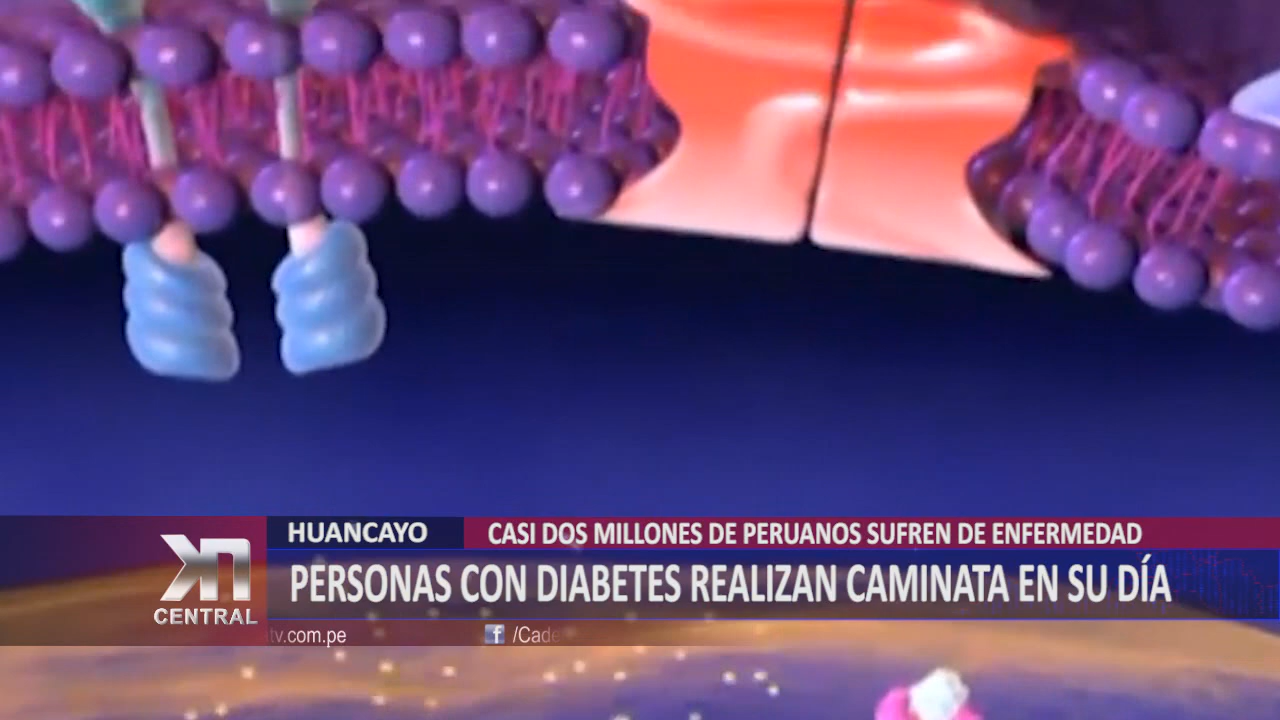 HUANCAYO
CASI DOS MILLONES DE PERUANOS SUFREN DE ENFERMEDAD
PERSONAS CON DIABETES REALIZAN CAMINATA EN SU DÍA
CENTRAL
tv.com.pe
f /Cade